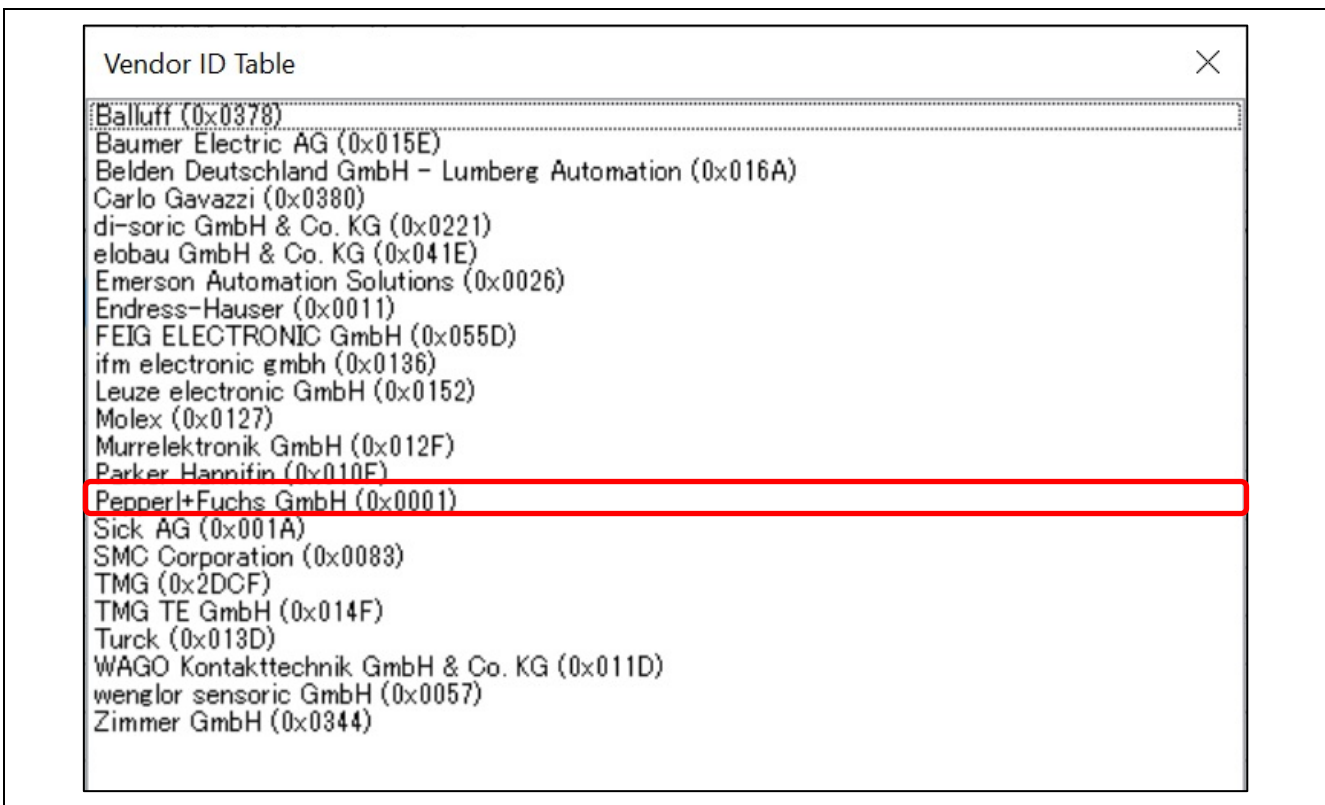 Vendor ID Table
Balluff (0x0378)
Baumer Electric AG (0x015E)
Belden Deutschland GmbH - Lumberg Automation (0x016A)
Carlo Gavazzi (0x0380)
di-soric GmbH & Co. KG (0x0221)
elobau GmbH & Co. KG (0x041E)
Emerson Automation Solutions (0x0026)
Endress-Hauser (0x0011)
FEIG ELECTRONIC GmbH (0x055D)
ifm electronic gmbh (0x0136)
Leuze electronic GmbH (0x0152)
Molex (0x0127)
Murrelektronik GmbH (0x012F)
Parker Hannifin
Pepperl+Fuchs GmbH (0x0001)
Sick AG (0x001A)
SMC Corporation (0x0083)
TMG (0x2DCF)
TMG TE GmbH (0x014F)
Turck (0x013D)
WAGO Kontakttechnik GmbH & Co. KG (0x011D)
wenglor sensoric GmbH (0x0057)
Zimmer GmbH (0x0344)